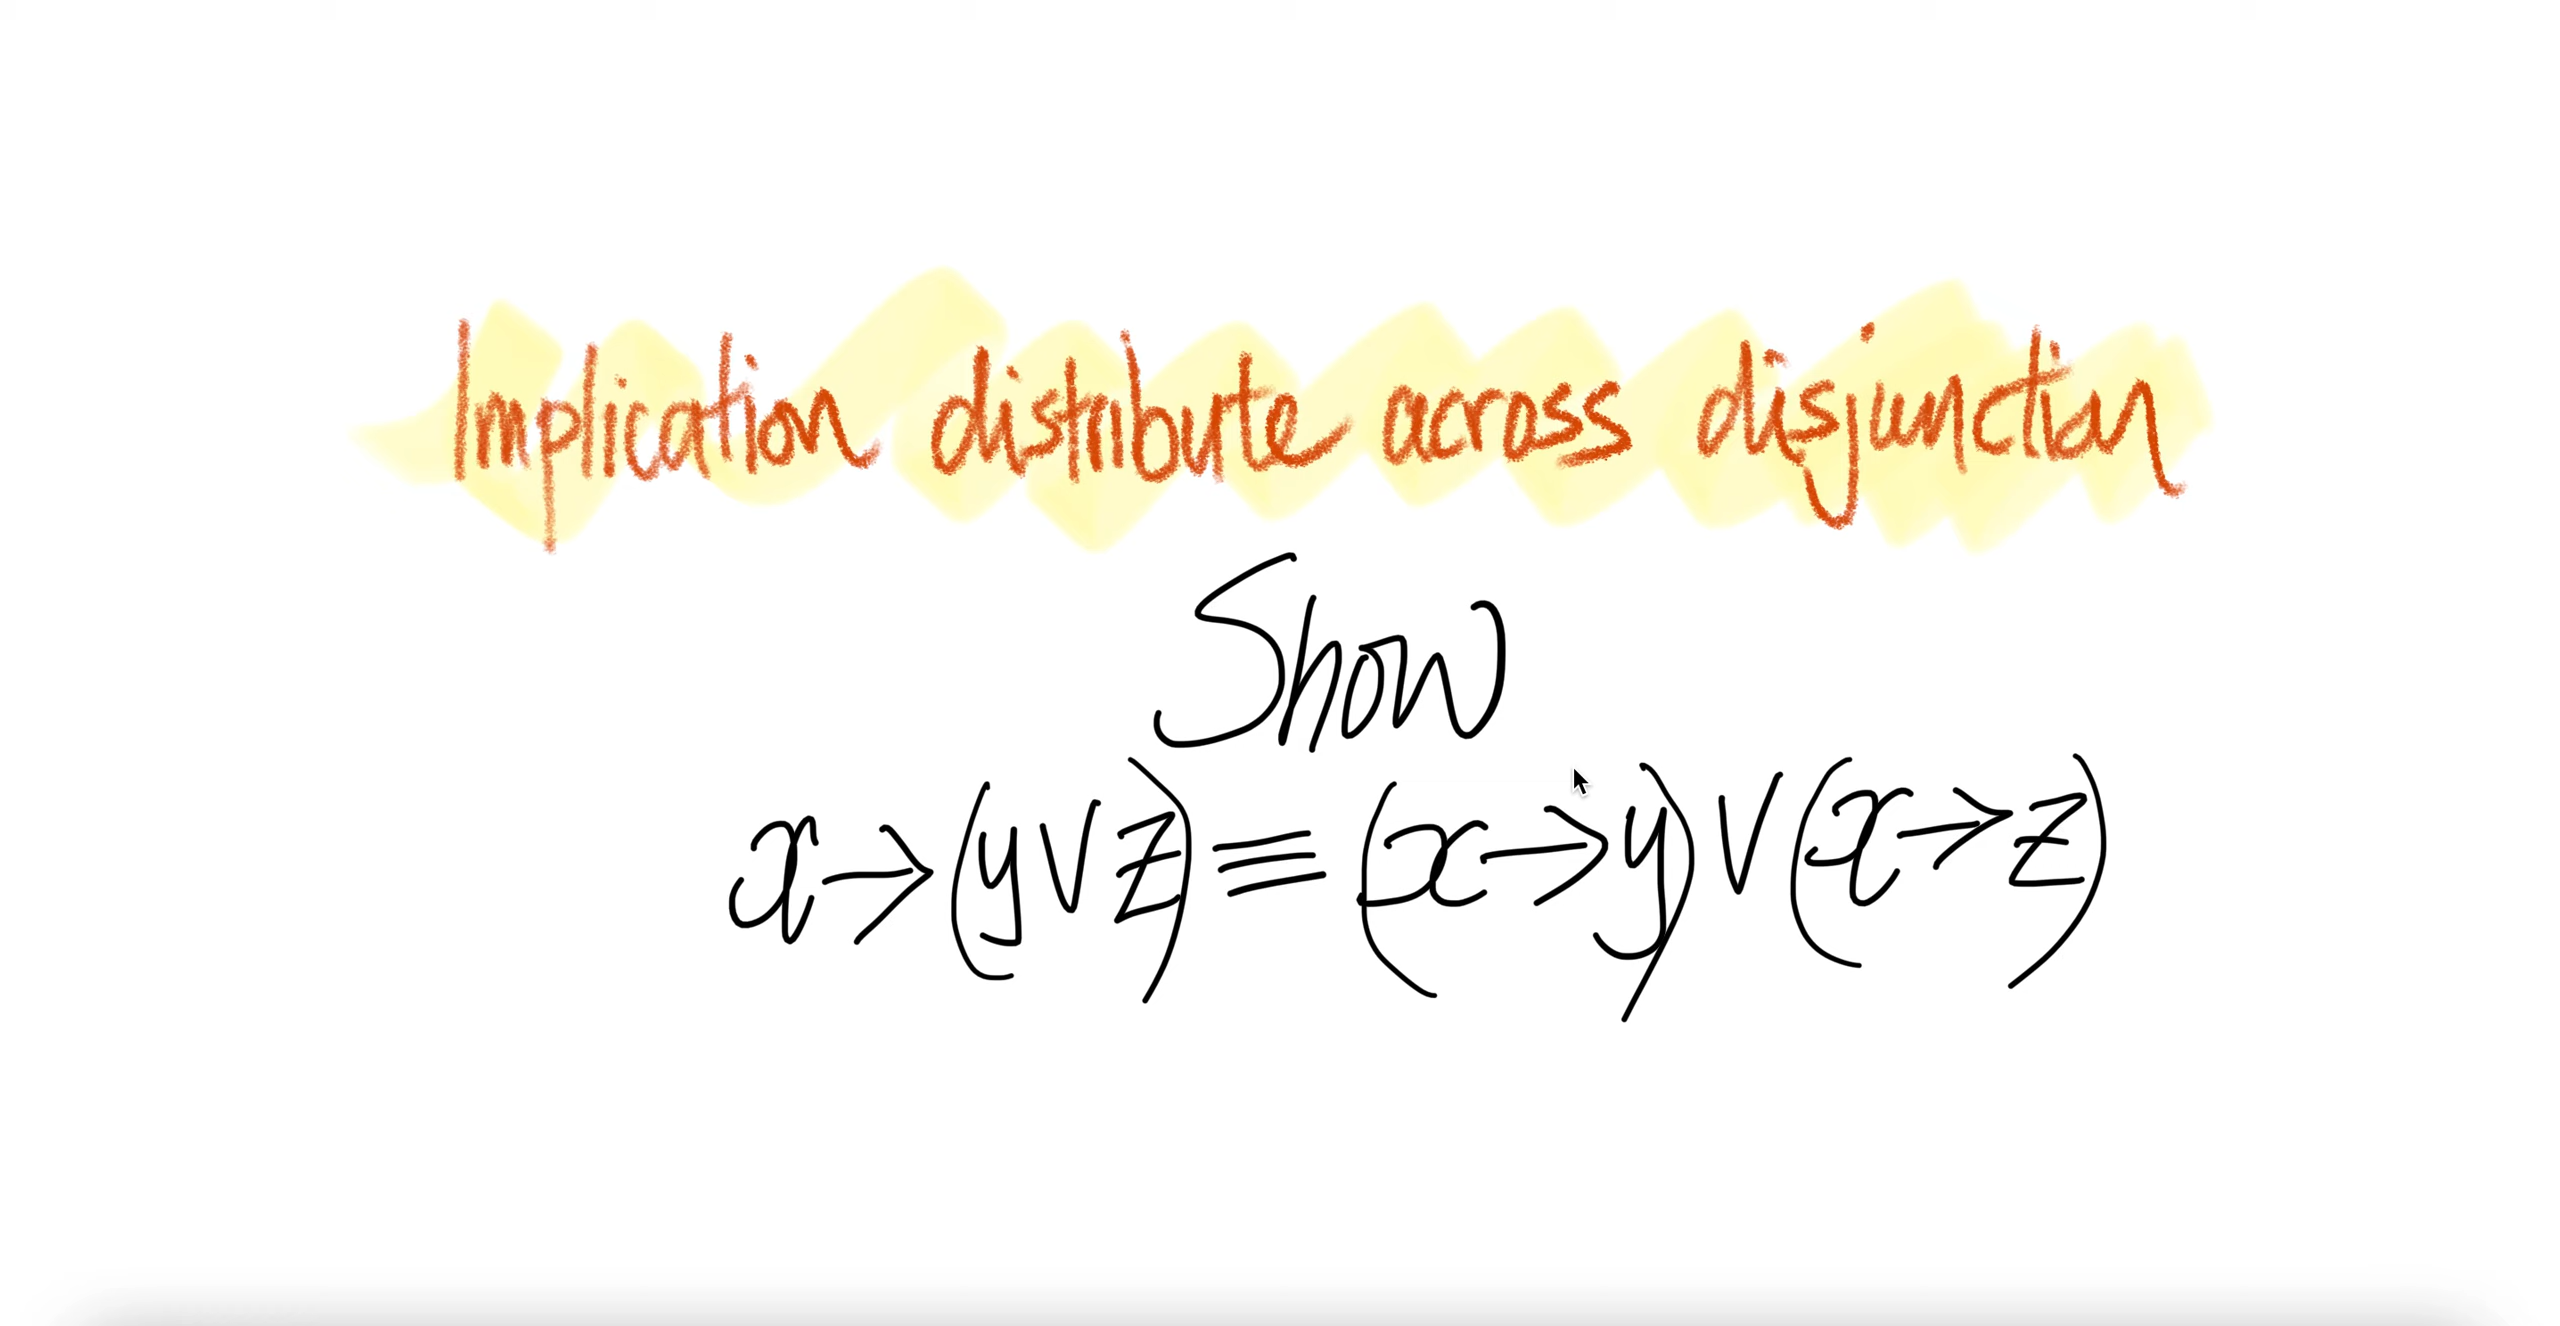 Implication distribute across disjunction
Show
x→(y∨z)≡(x→y)∨(x→z)